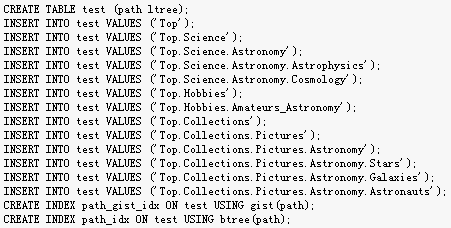 CREATE TABLE test (path ltree);
INSERT INTO test VALUES ('Top');
INSERT INTO test VALUES ('Top.Science');
INSERT INTO test VALUES ('Top.Science.Astronomy');
INSERT INTO test VALUES ('Top.Science.Astronomy.Astrophysics');
INSERT INTO test VALUES ('Top.Science.Astronomy.Cosmology');
INSERT INTO test VALUES ('Top.Hobbies');
INSERT INTO test VALUES ('Top.Hobbies.Amateurs_Astronomy');
INSERT INTO test VALUES ('Top.Collections');
INSERT INTO test VALUES ('Top.Collections.Pictures');
INSERT INTO test VALUES ('Top.Collections.Pictures.Astronomy');
INSERT INTO test VALUES ('Top.Collections.Pictures.Astronomy.Stars');
INSERT INTO test VALUES ('Top.Collections.Pictures.Astronomy.Galaxies');
INSERT INTO test VALUES ('Top.Collections.Pictures.Astronomy.Astronauts');
CREATE INDEX path_gist_idx ON test USING gist(path);
CREATE INDEX path_idx ON test USING btree(path);